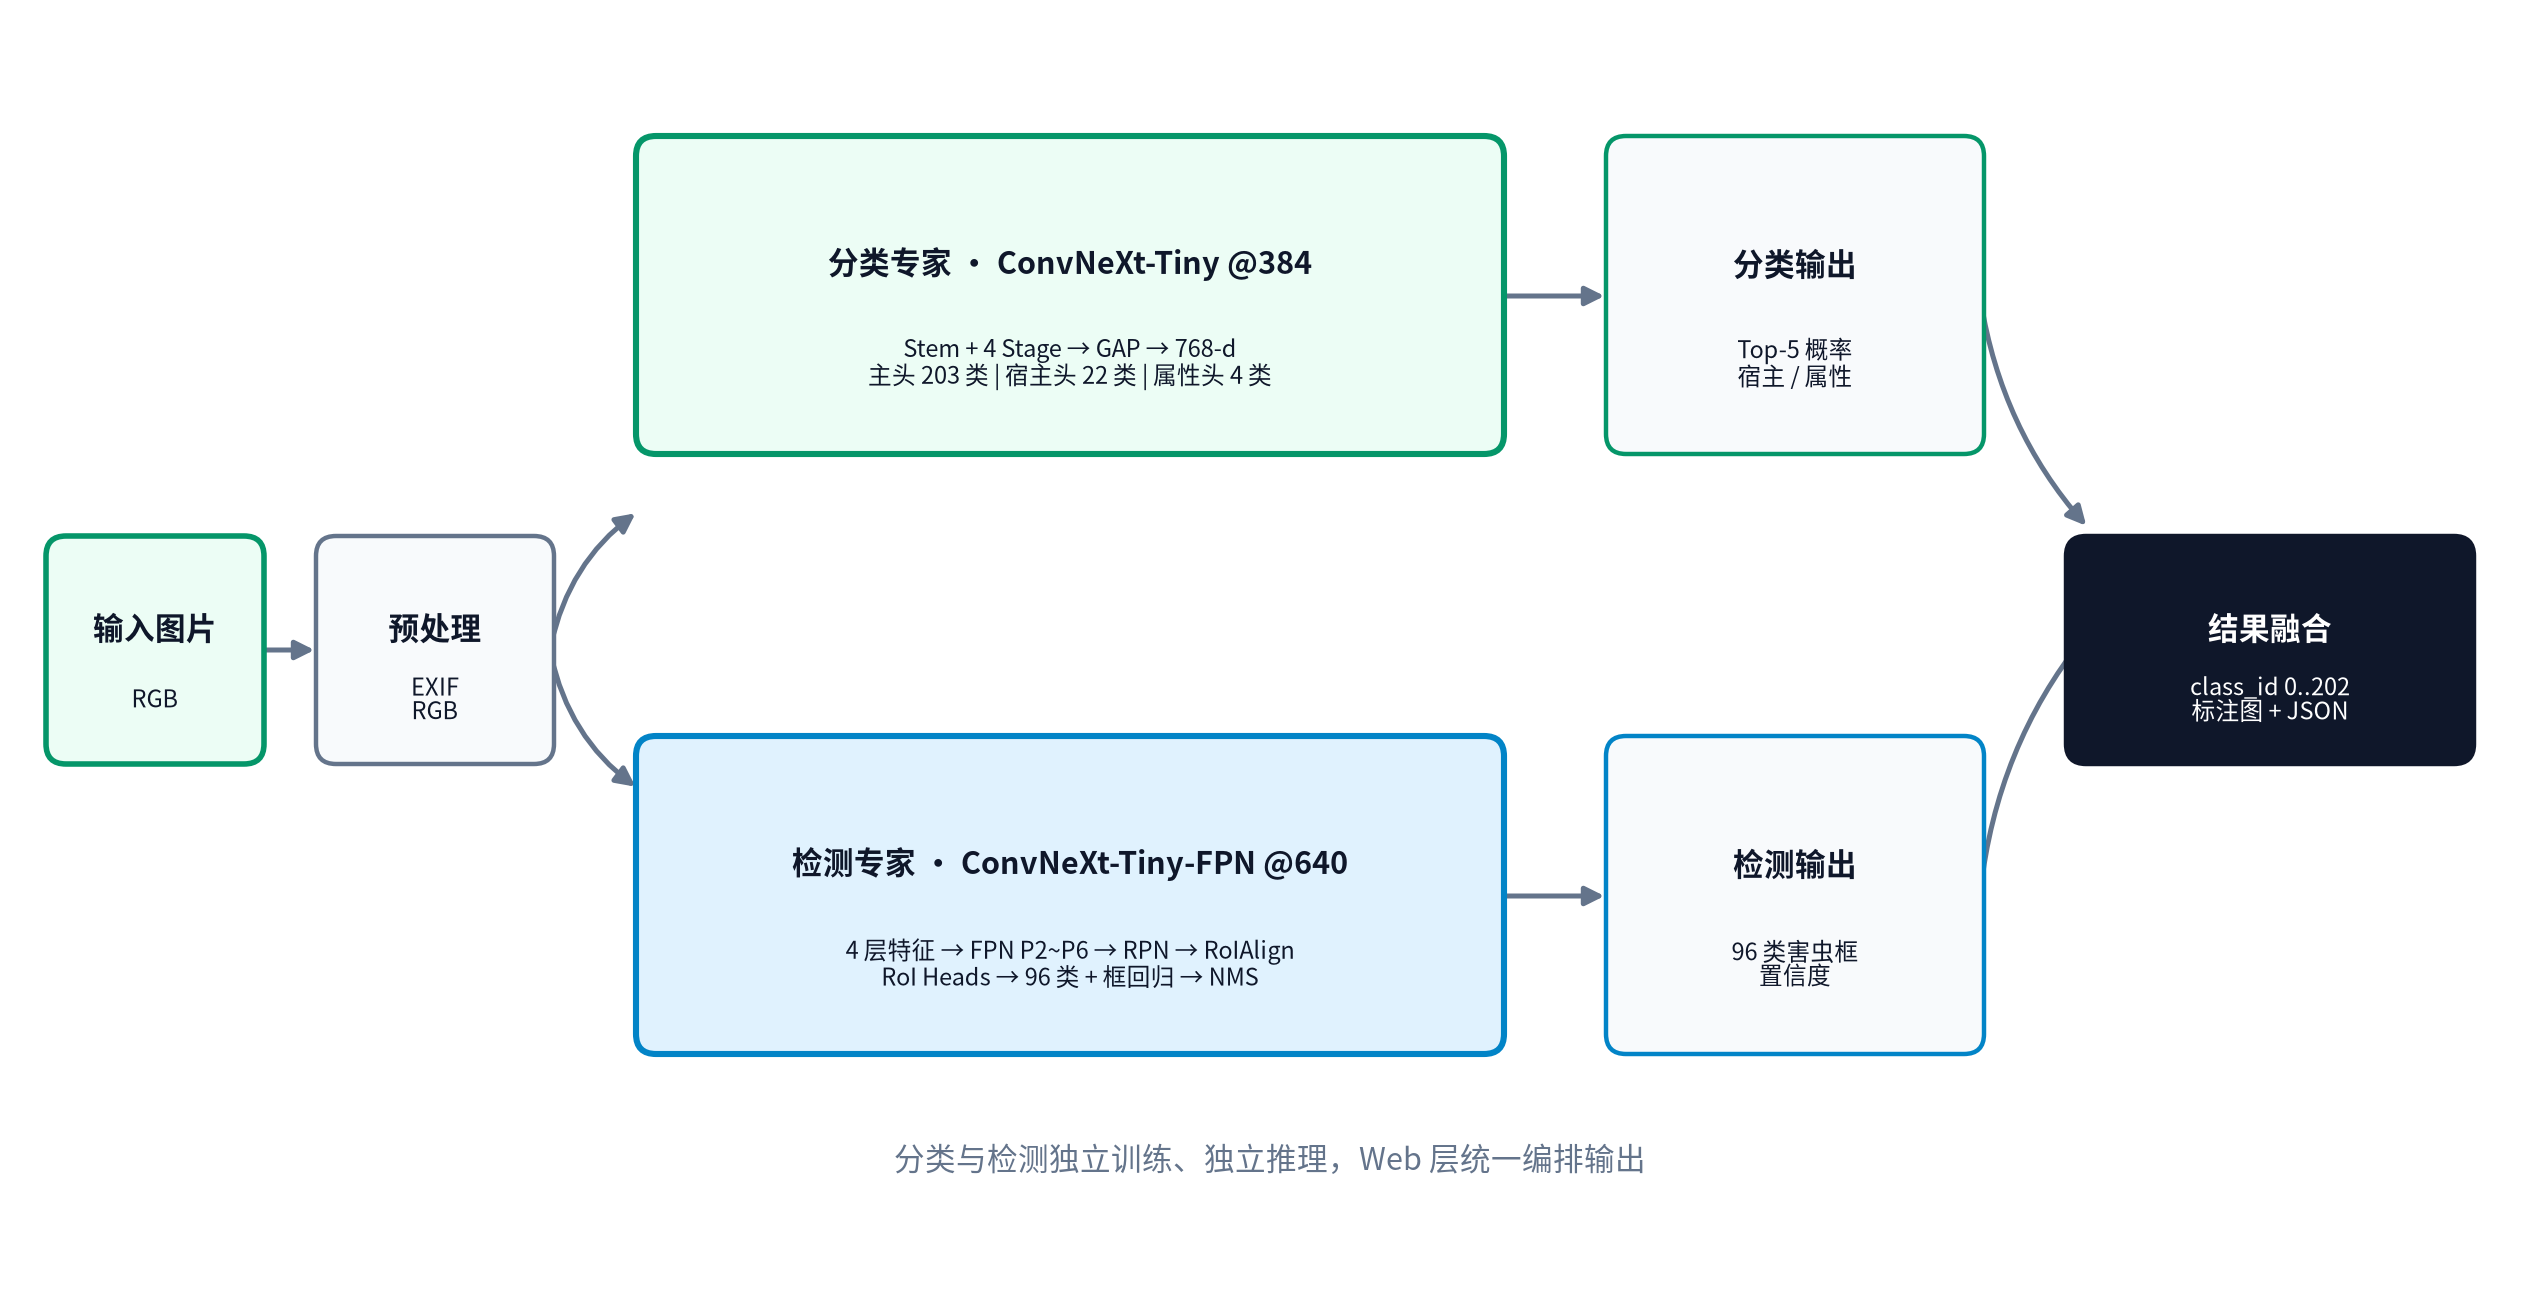 输入图片
RGB
预处理
EXIF
RGB
分类专家 · ConvNeXt-Tiny @384
Stem + 4 Stage → GAP → 768-d
主头 203 类 | 宿主头 22 类 | 属性头 4 类
分类输出
Top-5 概率
宿主 / 属性
检测专家 · ConvNeXt-Tiny-FPN @640
4 层特征 → FPN P2~P6 → RPN → RoIAlign
RoI Heads → 96 类 + 框回归 → NMS
检测输出
96 类害虫框
置信度
结果融合
class_id 0..202
标注图 + JSON
分类与检测独立训练、独立推理，Web 层统一编排输出